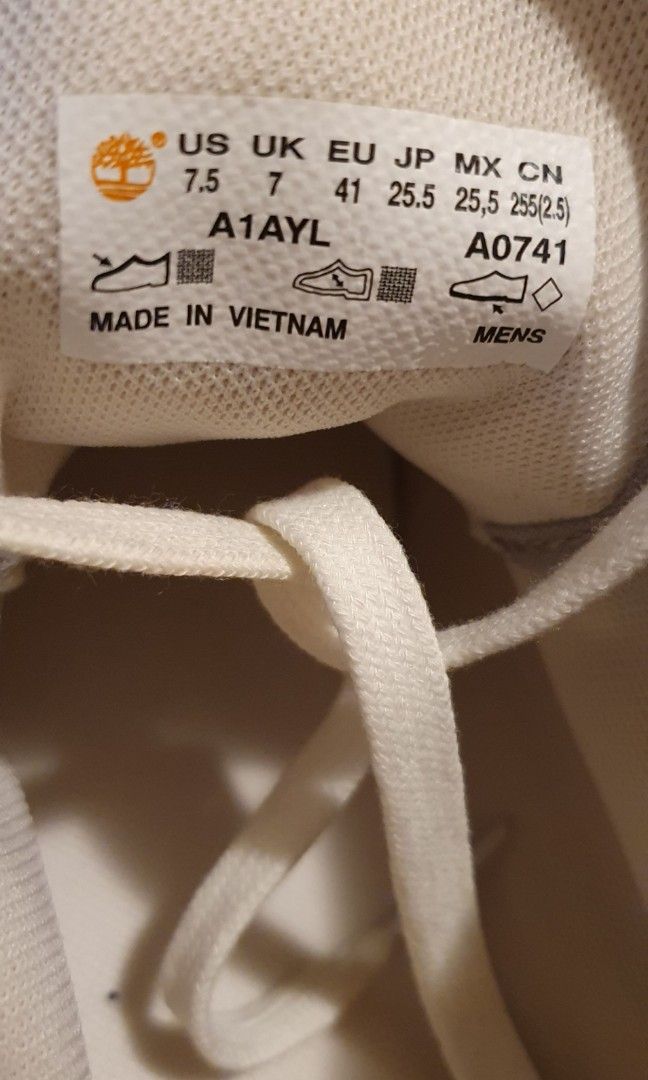 US UK EU JP MX CN
7.5 7 41 25.5 25,5 255(2.5)
A1AYL A0741
MADE IN VIETNAM MENS